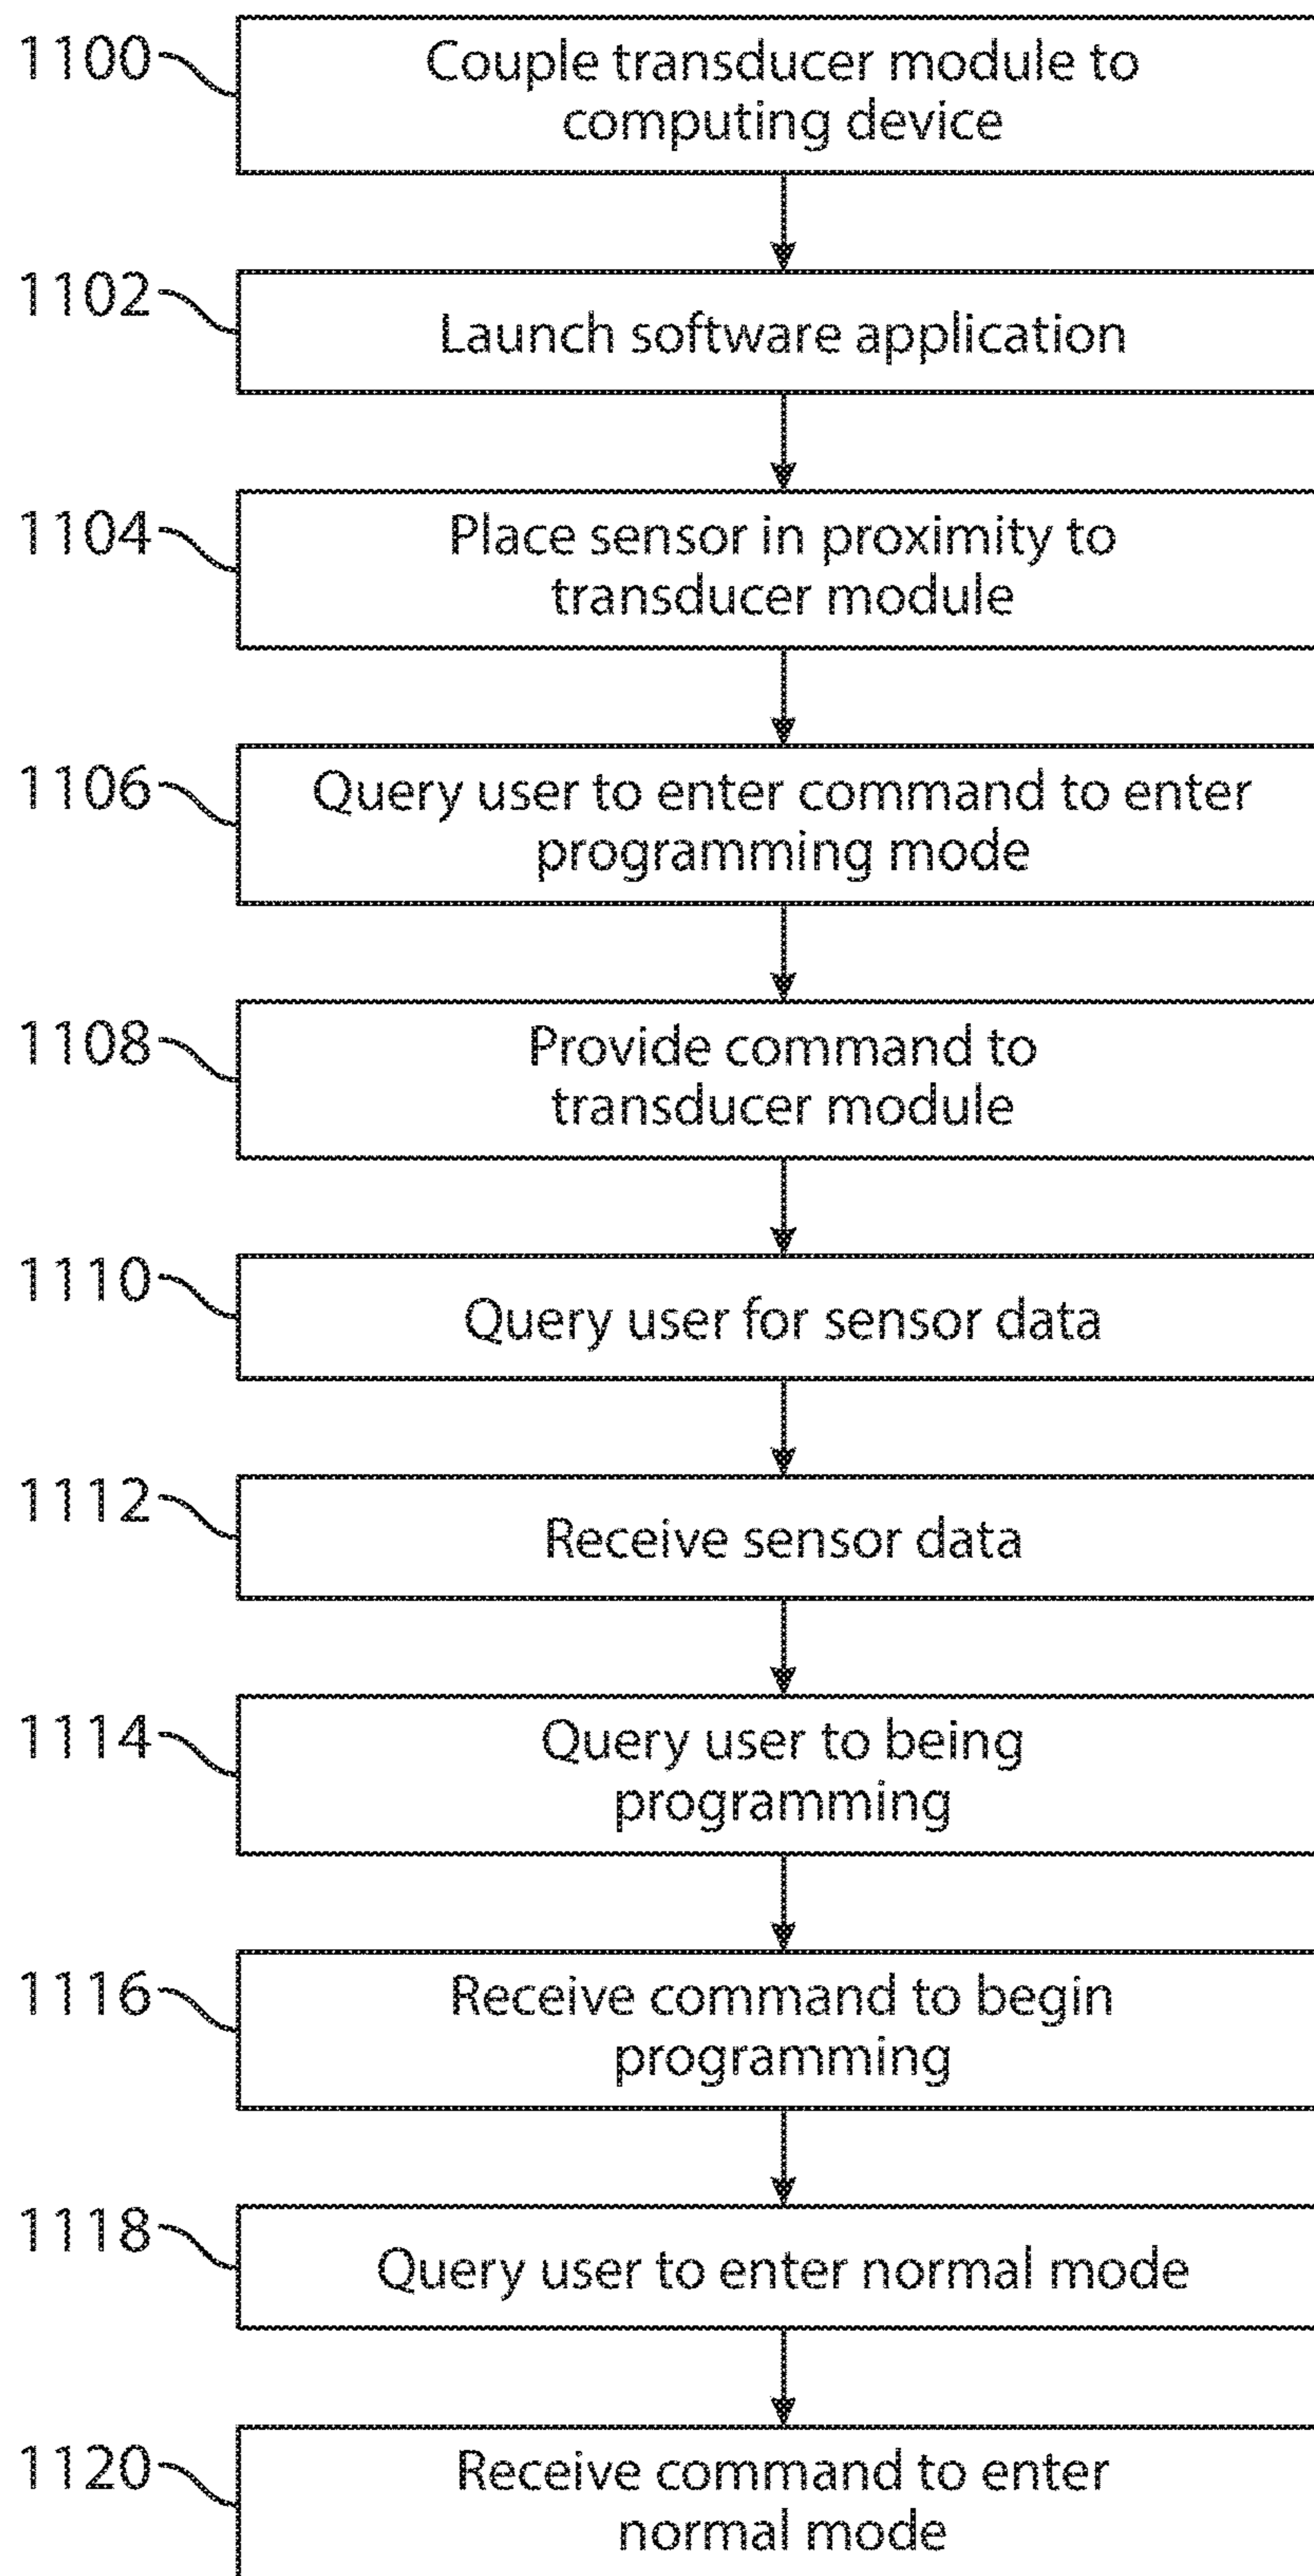 1100
Couple transducer module to
computing device
1102
Launch software application
1104
Place sensor in proximity to
transducer module
1106
Query user to enter command to enter
programming mode
1108
Provide command to
transducer module
1110
Query user for sensor data
1112
Receive sensor data
1114
Query user to being
programming
1116
Receive command to begin
programming
1118
Query user to enter normal mode
1120
Receive command to enter
normal mode